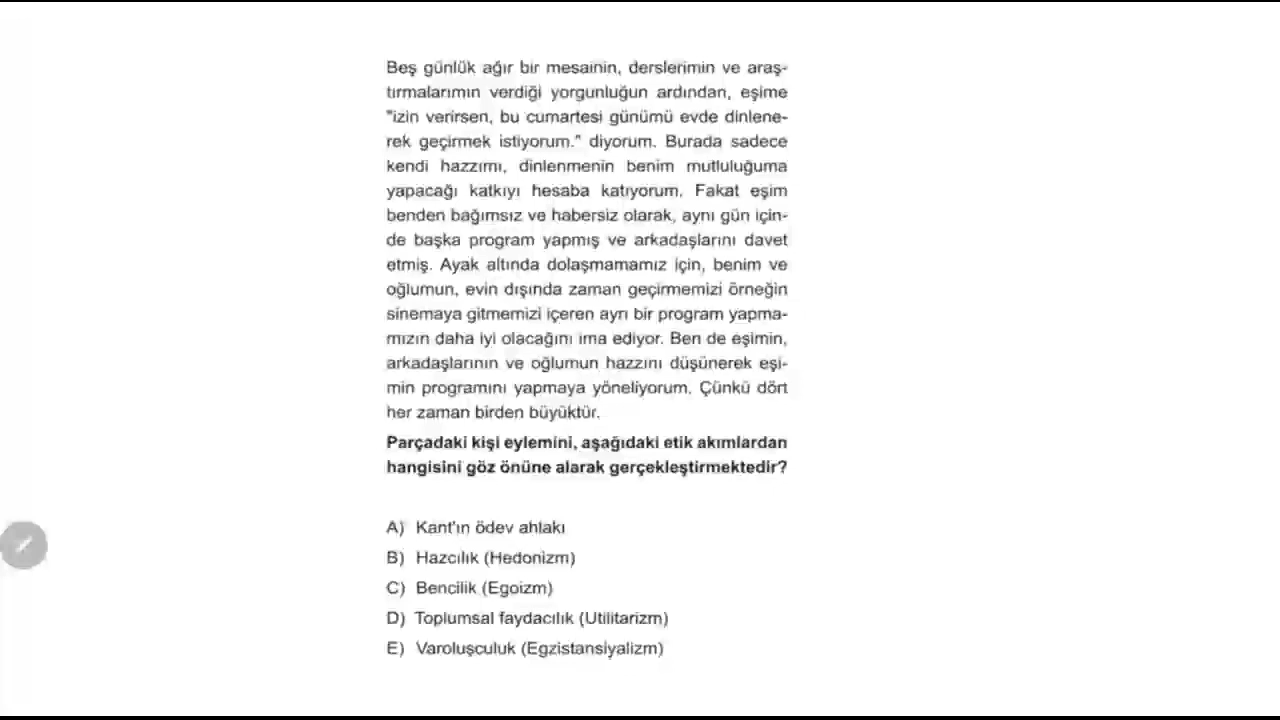 Beş günlük ağır bir mesainin, derslerimin ve araş-
tırmalarımın verdiği yorgunluğun ardından, eşime
"izin verirsen, bu cumartesi günümü evde dinlene-
rek geçirmek istiyorum." diyorum. Burada sadece
kendi hazzımı, dinlenmenin benim mutluluğuma
yapacağı katkıyı hesaba katıyorum. Fakat eşim
benden bağımsız ve habersiz olarak, aynı gün için-
de başka program yapmış ve arkadaşlarını davet
etmiş. Ayak altında dolaşmamamız için, benim ve
oğlumun, evin dışında zaman geçirmemizi örneğin
sinemaya gitmemizi içeren ayrı bir program yapma-
mızın daha iyi olacağını ima ediyor. Ben de eşimin,
arkadaşlarının ve oğlumun hazzını düşünerek eşi-
min programını yapmaya yöneliyorum. Çünkü dört
her zaman birden büyüktür.
Parçadaki kişi eylemini, aşağıdaki etik akımlardan
hangisini göz önüne alarak gerçekleştirmektedir?
A) Kant'ın ödev ahlakı
B) Hazcılık (Hedonizm)
C) Bencilik (Egoizm)
D) Toplumsal faydacılık (Utilitarizm)
E) Varoluşculuk (Egzistansiyalizm)